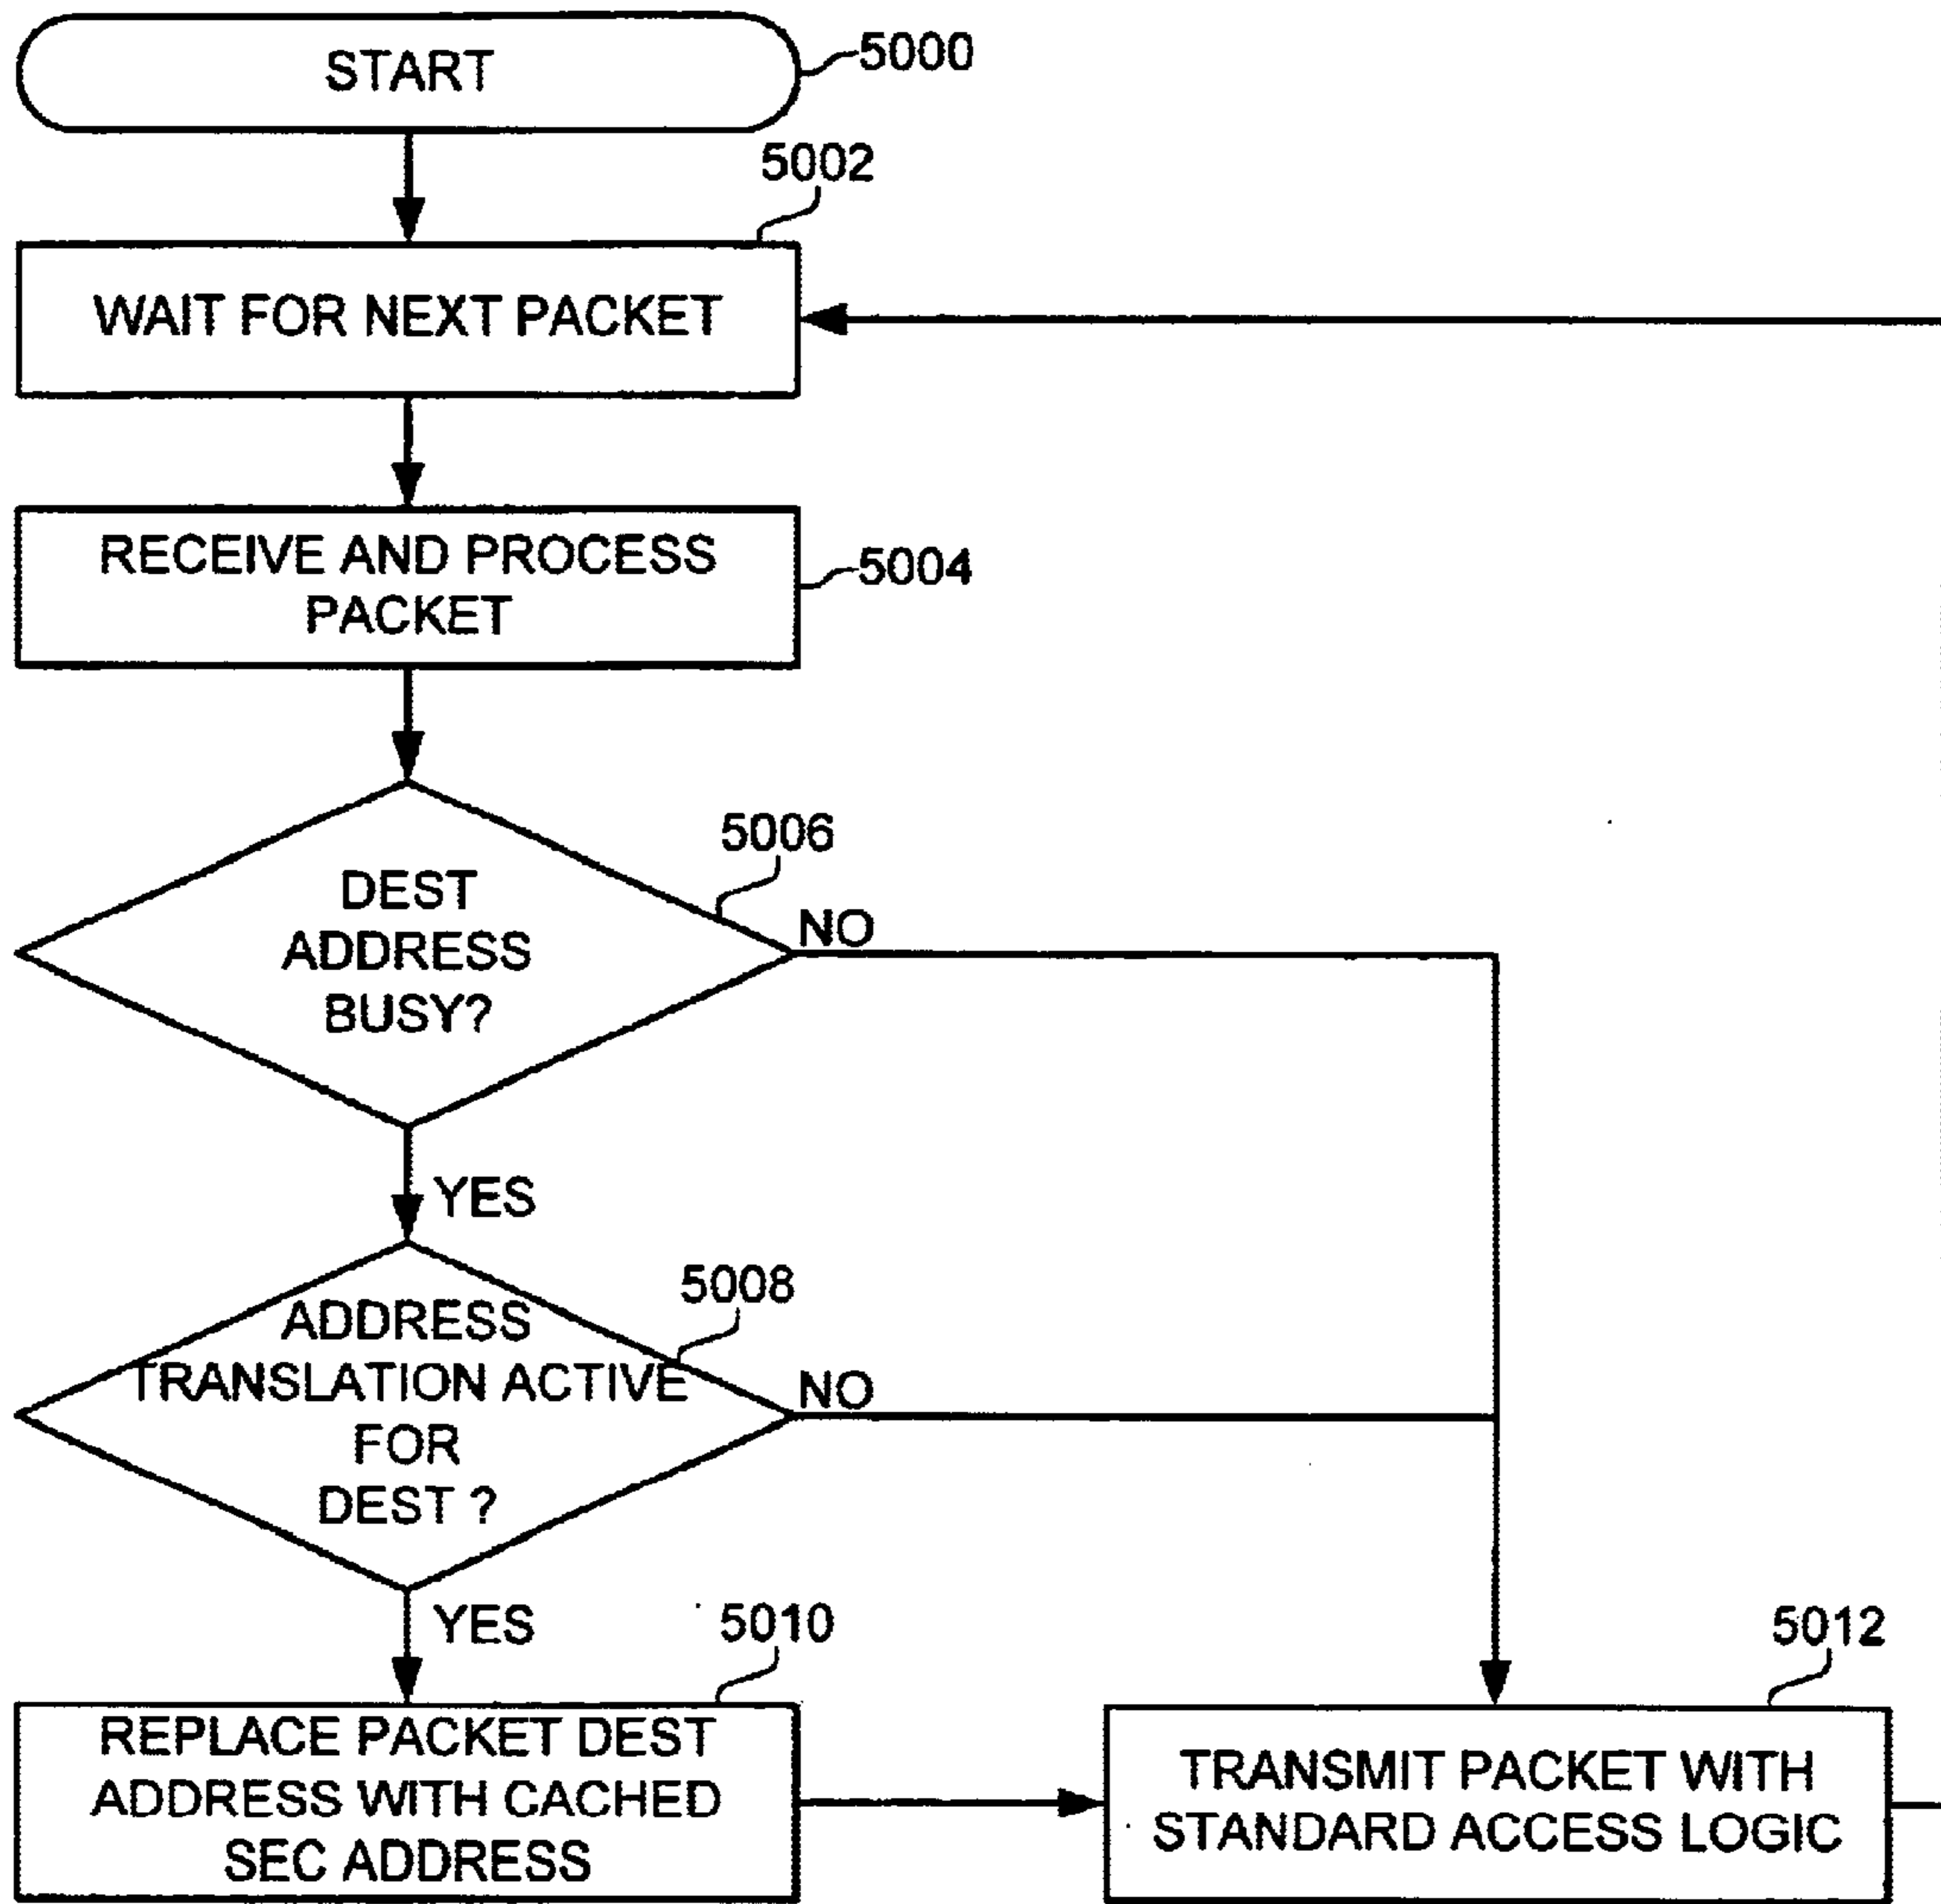 START
5000
5002
WAIT FOR NEXT PACKET
RECEIVE AND PROCESS
PACKET
5004
5006
DEST
ADDRESS
BUSY?
NO
YES
5008
ADDRESS
TRANSLATION ACTIVE
FOR
DEST ?
NO
YES
5010
REPLACE PACKET DEST
ADDRESS WITH CACHED
SEC ADDRESS
5012
TRANSMIT PACKET WITH
STANDARD ACCESS LOGIC